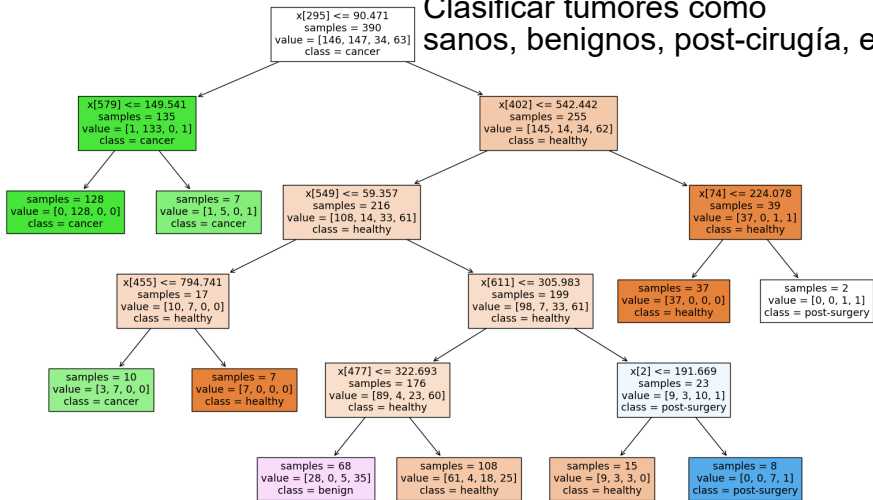 Clasificar tumores como
sanos, benignos, post-cirugía, e
x[295] <= 90.471
samples = 390
value = [146, 147, 34, 63]
class = cancer
x[579] <= 149.541
samples = 135
value = [1, 133, 0, 1]
class = cancer
x[402] <= 542.442
samples = 255
value = [145, 14, 34, 62]
class = healthy
samples = 128
value = [0, 128, 0, 0]
class = cancer
samples = 7
value = [1, 5, 0, 1]
class = cancer
x[549] <= 59.357
samples = 216
value = [108, 14, 33, 61]
class = healthy
x[74] <= 224.078
samples = 39
value = [37, 0, 1, 1]
class = healthy
x[455] <= 794.741
samples = 17
value = [10, 7, 0, 0]
class = healthy
x[611] <= 305.983
samples = 199
value = [98, 7, 33, 61]
class = healthy
samples = 37
value = [37, 0, 0, 0]
class = healthy
samples = 2
value = [0, 0, 1, 1]
class = post-surgery
samples = 10
value = [3, 7, 0, 0]
class = cancer
samples = 7
value = [7, 0, 0, 0]
class = healthy
x[477] <= 322.693
samples = 176
value = [89, 4, 23, 60]
class = healthy
x[2] <= 191.669
samples = 23
value = [9, 3, 10, 1]
class = post-surgery
samples = 68
value = [28, 0, 5, 35]
class = benign
samples = 108
value = [61, 4, 18, 25]
class = healthy
samples = 15
value = [9, 3, 3, 0]
class = healthy
samples = 8
value = [0, 0, 7, 1]
class = post-surgery